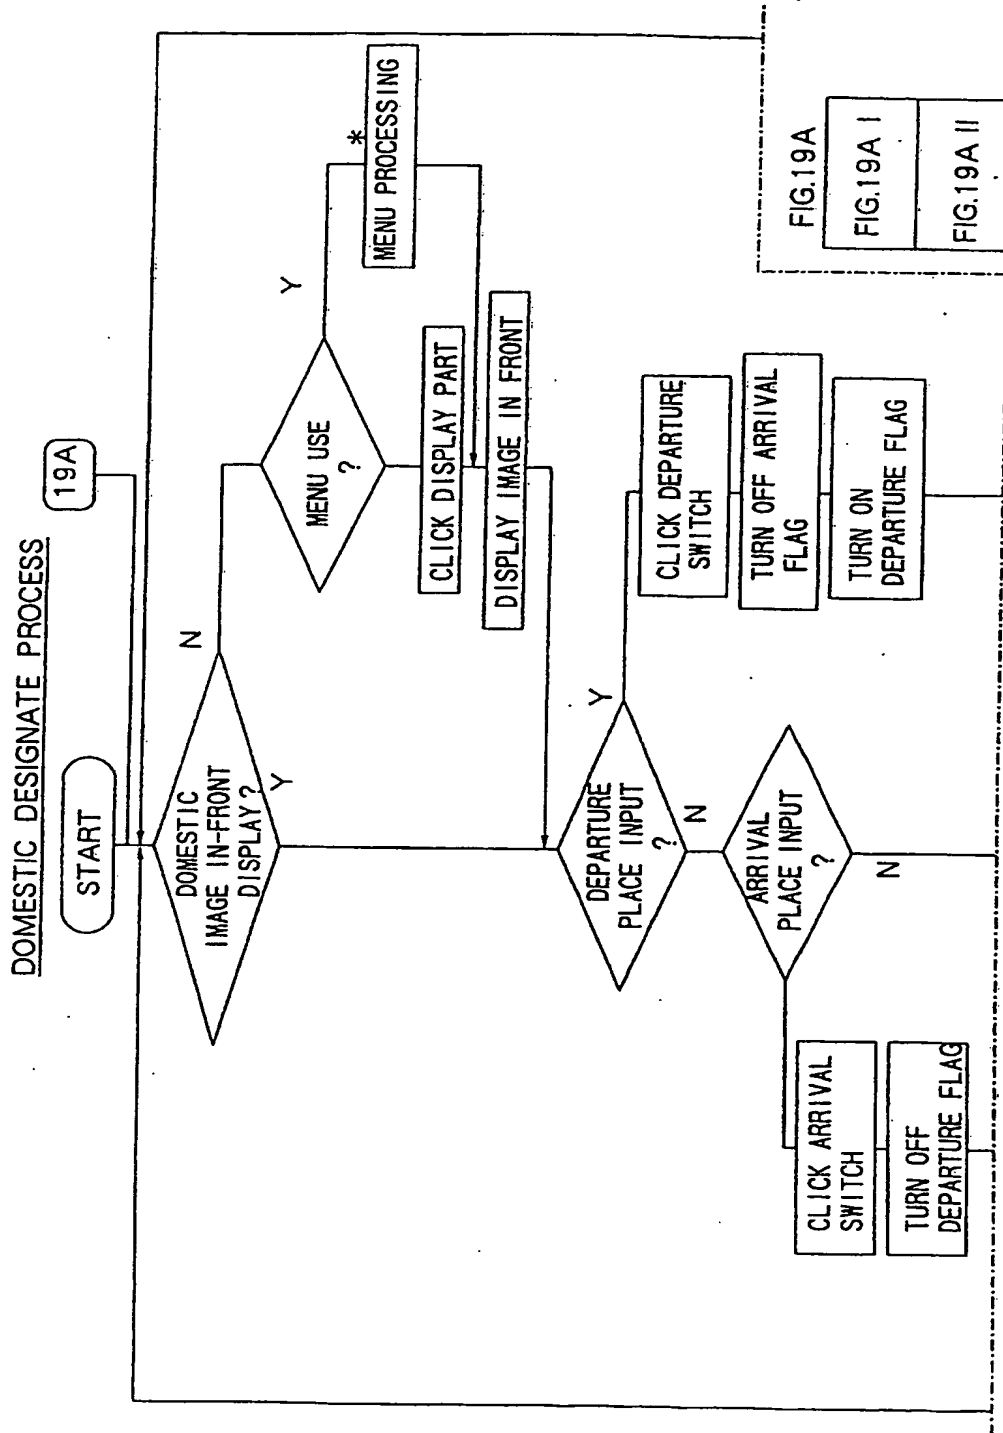 DOMESTIC DESIGNATE PROCESS
START
19A
DOMESTIC
IMAGE IN-FRONT
DISPLAY?
N
Y
MENU USE
?
Y
*
MENU PROCESSING
CLICK DISPLAY PART
DISPLAY IMAGE IN FRONT
DEPARTURE
PLACE INPUT
?
Y
N
CLICK DEPARTURE
SWITCH
TURN OFF ARRIVAL
FLAG
TURN ON
DEPARTURE FLAG
ARRIVAL
PLACE INPUT
?
N
CLICK ARRIVAL
SWITCH
TURN OFF
DEPARTURE FLAG
FIG.19A
FIG.19A I
FIG.19A II